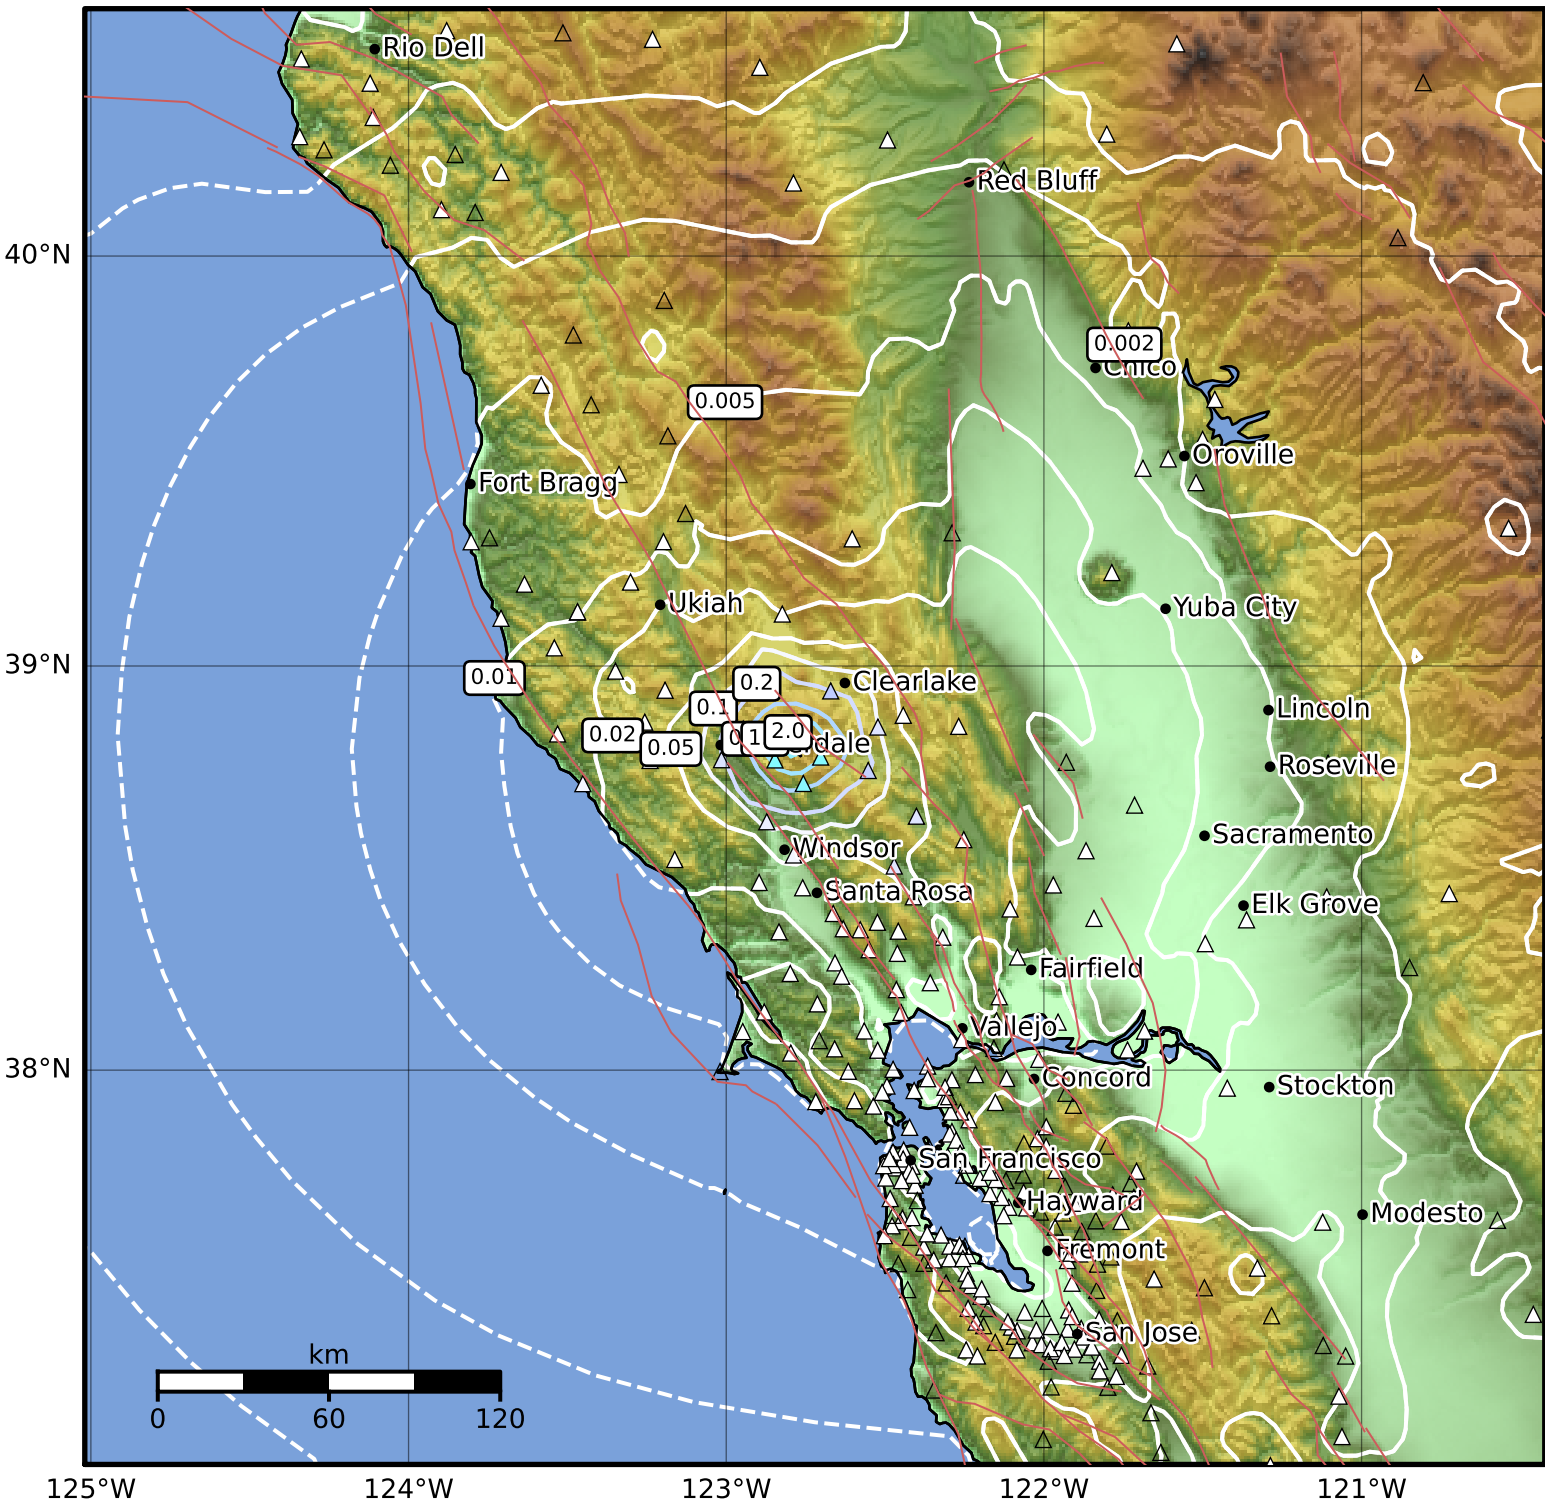 Rio Dell
Red Bluff
40°N
0.002
Chico
0.005
Oroville
Fort Bragg
Ukiah
Yuba City
39°N
0.01
0.2
Clearlake
0.1
Lincoln
0.02
0.05
2.0
dale
Roseville
Sacramento
Windsor
Santa Rosa
Elk Grove
Fairfield
Vallejo
38°N
Concord
Stockton
San Francisco
Hayward
Modesto
Fremont
San Jose
km
0 60 120
125°W 124°W 123°W 122°W 121°W